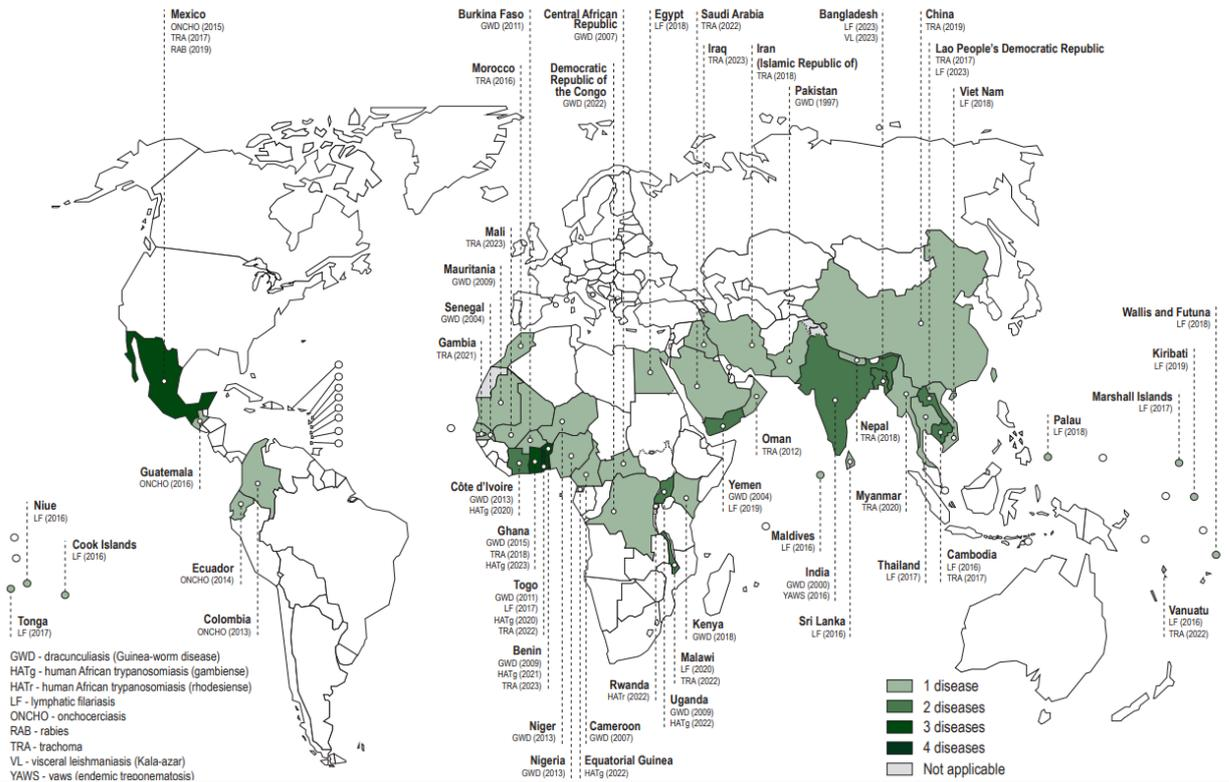 Mexico
ONCHO (2015)
TRA (2017)
RAB (2019)
Burkina Faso
GWD (2011)
Central African
Republic
GWD (2007)
Egypt
LF (2018)
Saudi Arabia
TRA (2022)
Bangladesh
LF (2023)
VL (2023)
China
TRA (2019)
Morocco
TRA (2016)
Democratic
Republic of
the Congo
GWD (2022)
Iraq
TRA (2023)
Iran
(Islamic Republic of)
TRA (2018)
Pakistan
GWD (1997)
Lao People's Democratic Republic
TRA (2017)
LF (2023)
Viet Nam
LF (2018)
Mali
TRA (2023)
Mauritania
GWD (2009)
Senegal
GWD (2004)
Gambia
TRA (2021)
Wallis and Futuna
LF (2018)
Kiribati
LF (2019)
Marshall Islands
LF (2017)
Palau
LF (2018)
Guatemala
ONCHO (2016)
Niue
LF (2016)
Cook Islands
LF (2016)
Tonga
LF (2017)
Ecuador
ONCHO (2014)
Colombia
ONCHO (2013)
Côte d'Ivoire
GWD (2013)
HATg (2020)
Ghana
GWD (2015)
TRA (2018)
HATg (2023)
Togo
GWD (2011)
LF (2017)
HATg (2020)
TRA (2022)
Benin
GWD (2009)
HATg (2021)
TRA (2023)
Niger
GWD (2013)
Nigeria
GWD (2013)
Cameroon
GWD (2007)
Equatorial Guinea
HATg (2022)
Rwanda
HATr (2022)
Uganda
GWD (2009)
HATg (2022)
Malawi
LF (2020)
TRA (2022)
Kenya
GWD (2018)
Yemen
GWD (2004)
LF (2019)
Oman
TRA (2012)
Nepal
TRA (2018)
Maldives
LF (2016)
India
GWD (2000)
YAWS (2016)
Sri Lanka
LF (2016)
Myanmar
TRA (2020)
Thailand
LF (2017)
Cambodia
LF (2016)
TRA (2017)
Vanuatu
LF (2016)
TRA (2022)
GWD - dracunculiasis (Guinea-worm disease)
HATg - human African trypanosomiasis (gambiense)
HATr - human African trypanosomiasis (rhodesiense)
LF - lymphatic filariasis
ONCHO - onchocerciasis
RAB - rabies
TRA - trachoma
VL - visceral leishmaniasis (Kala-azar)
YAWS - yaws (endemic treponematosis)
1 disease
2 diseases
3 diseases
4 diseases
Not applicable